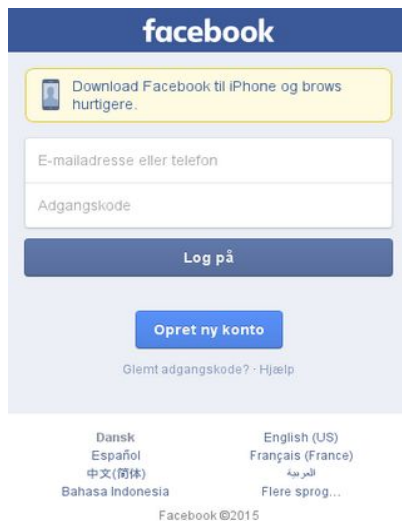 facebook
Download Facebook til iPhone og brows
hurtigere.
E-mailadresse eller telefon
Adgangskode
Log på
Opret ny konto
Glemt adgangskode? · Hjælp
Dansk English (US)
Español Français (France)
中文(简体) العربية
Bahasa Indonesia Flere sprog...
Facebook ©2015